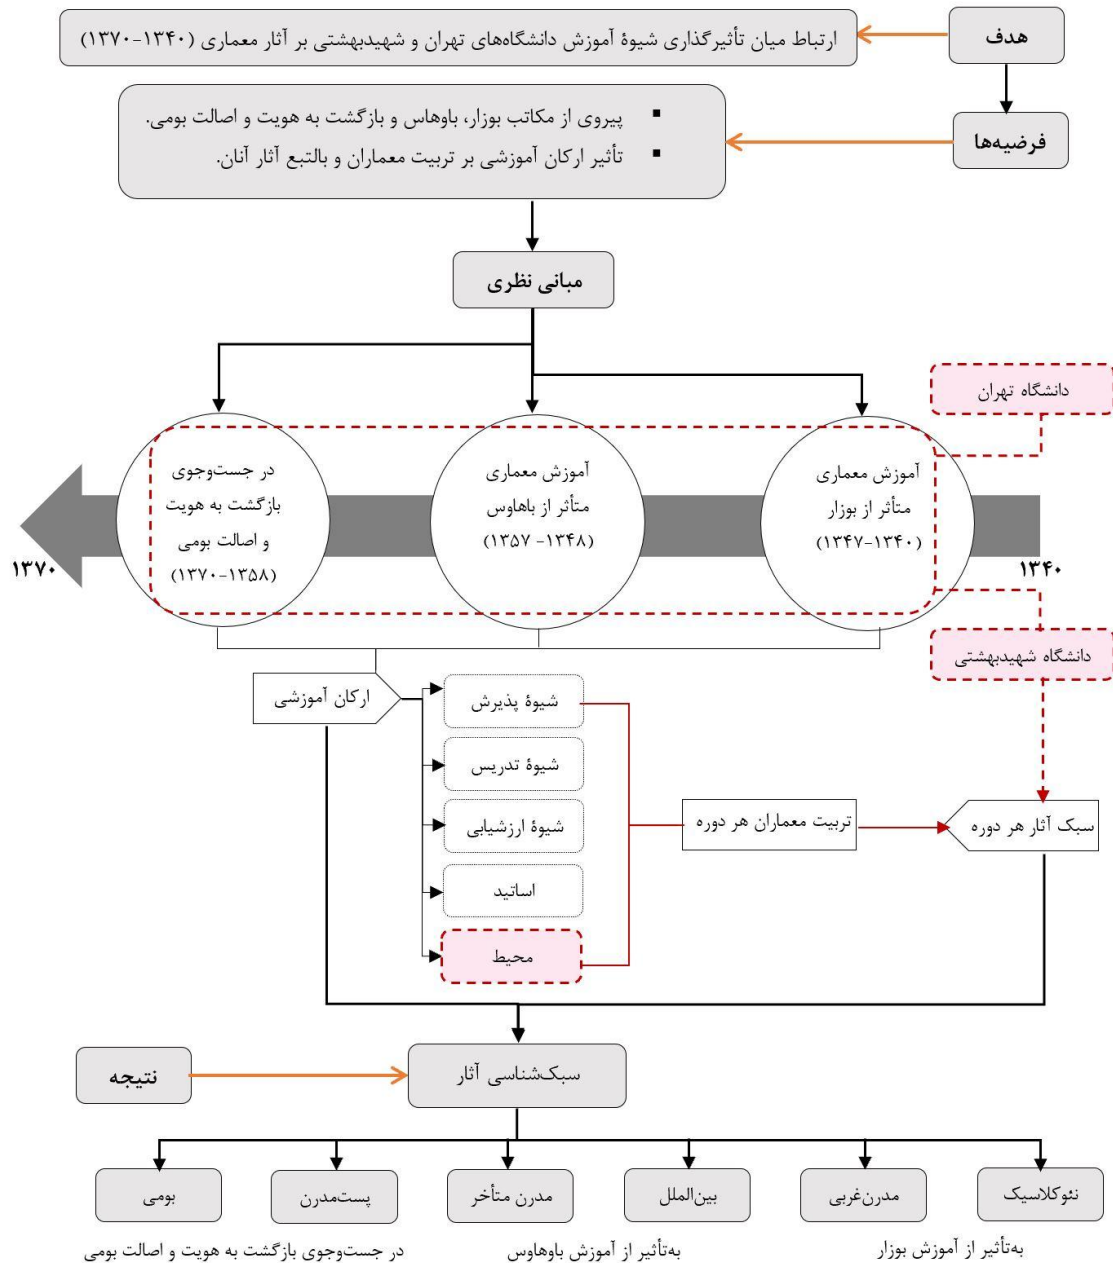 هدف
ارتباط میان تأثیرگذاری شیوۀ آموزش دانشگاه‌های تهران و شهیدبهشتی بر آثار معماری (۱۳۴۰-۱۳۷۰)
فرضیه‌ها
▪ پیروی از مکاتب بوزار، باوهاس و بازگشت به هویت و اصالت بومی.
▪ تأثیر ارکان آموزشی بر تربیت معماران و بالتبع آثار آنان.
مبانی نظری
دانشگاه تهران
آموزش معماری
متأثر از بوزار
(۱۳۴۰-۱۳۴۷)
آموزش معماری
متأثر از باهاوس
(۱۳۴۸- ۱۳۵۷)
در جست‌وجوی
بازگشت به هویت
و اصالت بومی
(۱۳۵۸-۱۳۷۰)
۱۳۴۰
۱۳۷۰
دانشگاه شهیدبهشتی
ارکان آموزشی
شیوۀ پذیرش
شیوۀ تدریس
شیوۀ ارزشیابی
اساتید
محیط
تربیت معماران هر دوره
سبک آثار هر دوره
نتیجه
سبک‌شناسی آثار
نئوکلاسیک
مدرن‌غربی
بین‌الملل
مدرن متأخر
پست‌مدرن
بومی
به‌تأثیر از آموزش بوزار
به‌تأثیر از آموزش باوهاوس
در جست‌وجوی بازگشت به هویت و اصالت بومی